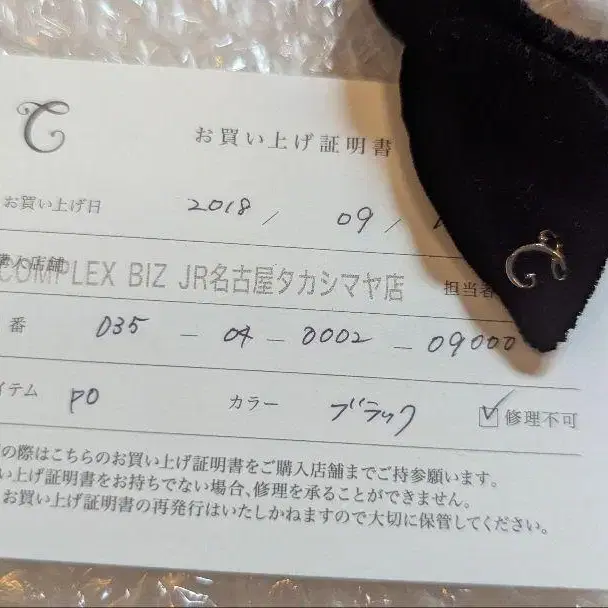 お買い上げ証明書
お買い上げ日 2018 / 09 /
COMPLEX BIZ JR名古屋タカシマヤ店 担当者
番 035 - 04 - 0002 - 09000
イテム PO カラー ブラック ☑修理不可
の際はこちらのお買い上げ証明書をご購入店舗までご持参願います。
い上げ証明書をお持ちでない場合、修理を承ることができません。
お買い上げ証明書の再発行はいたしかねますので大切に保管してください。